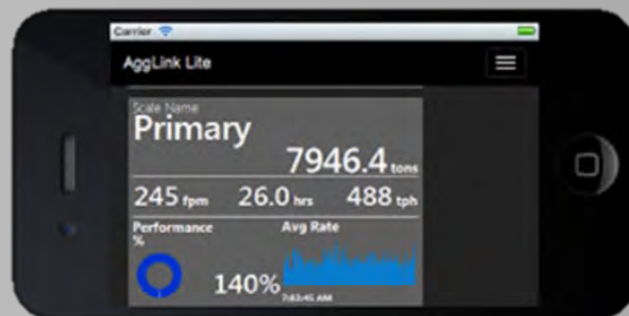 Carrier
AggLink Lite
Scale Name
Primary
7946.4 tons
245 fpm 26.0 hrs 488 tph
Performance Avg Rate
%
140%
7:03:45 AM